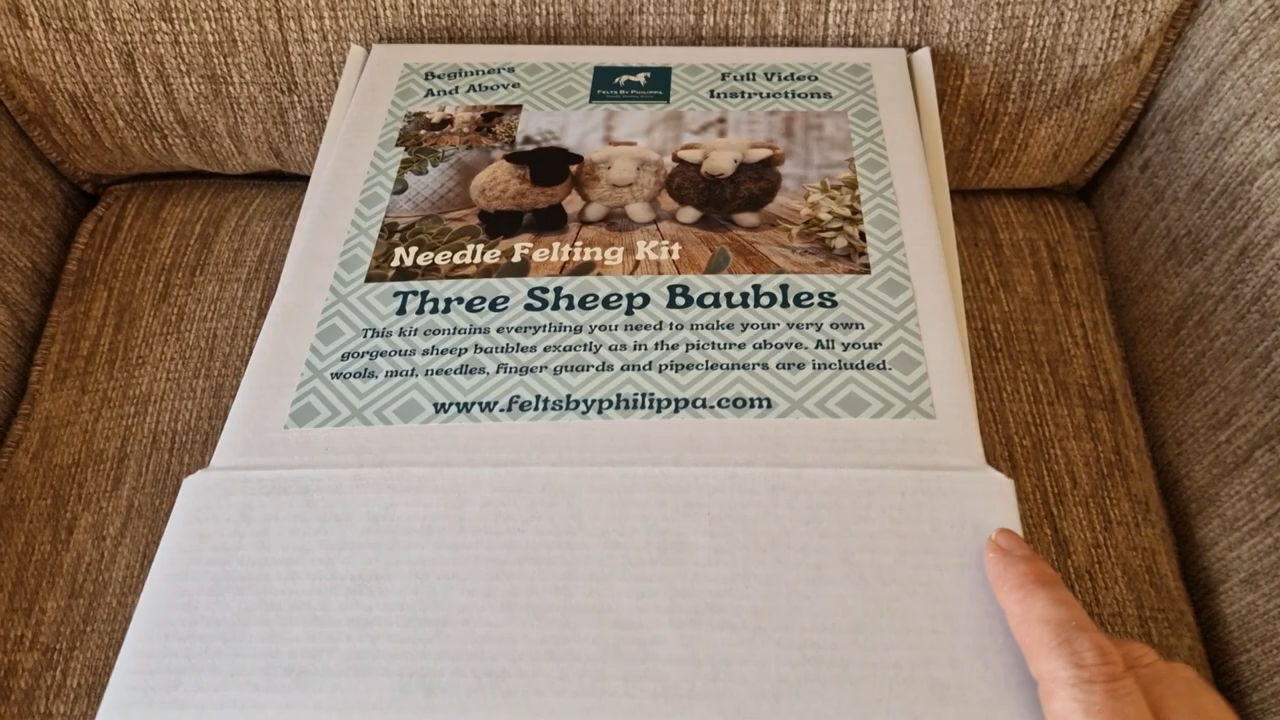 Beginners
And Above
FELTS BY PHILIPPA
Full Video
Instructions
Needle Felting Kit
Three Sheep Baubles
This kit contains everything you need to make your very own
gorgeous sheep baubles exactly as in the picture above. All your
wools, mat, needles, finger guards and pipecleaners are included.
www.feltsbyphilippa.com